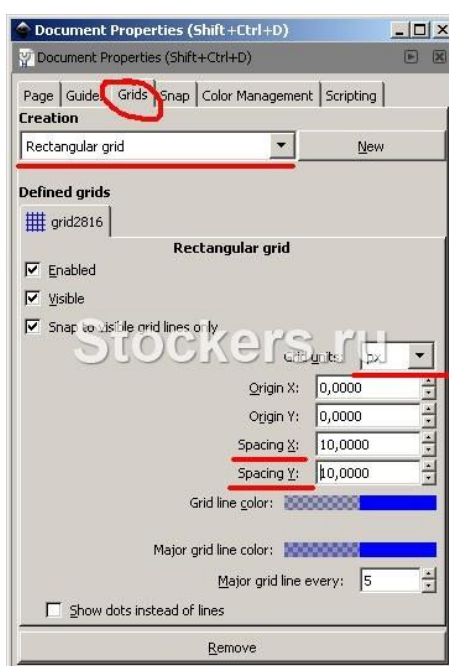 Document Properties (Shift+Ctrl+D)
Document Properties (Shift+Ctrl+D)
Page Guides Grids Snap Color Management Scripting
Creation
Rectangular grid New
Defined grids
grid2816
Rectangular grid
Enabled
Visible
Snap to visible grid lines only
Stockers.ru
Grid units: px
Origin X: 0,0000
Origin Y: 0,0000
Spacing X: 10,0000
Spacing Y: 10,0000
Grid line color:
Major grid line color:
Major grid line every: 5
Show dots instead of lines
Remove